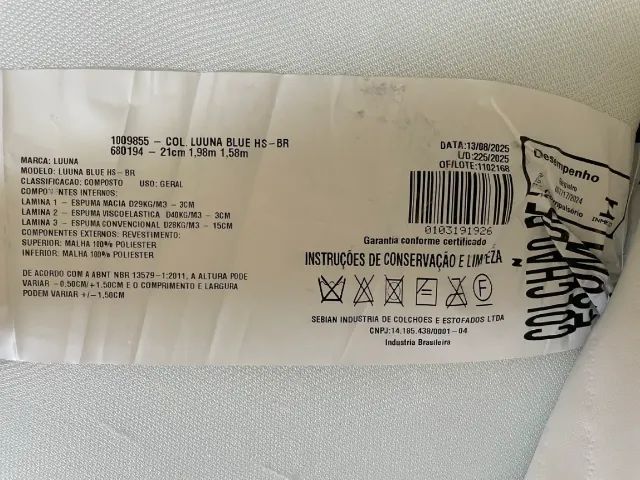 1009855 - COL. LUUNA BLUE HS-BR
680194 - 21cm 1,98m 1,58m
MARCA: LUUNA
MODELO: LUUNA BLUE HS - BR
CLASSIFICACAO: COMPOSTO USO: GERAL
COMPONENTES INTERNOS:
LAMINA 1 - ESPUMA MACIA D29KG/M3 - 3CM
LAMINA 2 - ESPUMA VISCOELASTICA D40KG/M3 - 3CM
LAMINA 3 - ESPUMA CONVENCIONAL D28KG/M3 - 15CM
COMPONENTES EXTERNOS: REVESTIMENTO:
SUPERIOR: MALHA 100% POLIESTER
INFERIOR: MALHA 100% POLIESTER
DE ACORDO COM A ABNT NBR 13579-1:2011, A ALTURA PODE
VARIAR -0.50CM/+1.50CM E O COMPRIMENTO E LARGURA
PODEM VARIAR +/-1.50CM
DATA:13/08/2025
L/D:225/2025
OF/LOTE:1102168
0103191926
Garantia conforme certificado
INSTRUÇÕES DE CONSERVAÇÃO E LIMPEZA
F
SEBIAN INDUSTRIA DE COLCHOES E ESTOFADOS LTDA
CNPJ:14.185.438/0001-04
Industria Brasileira
COLCHÃO DE
Desempenho
Registro
INMETRO